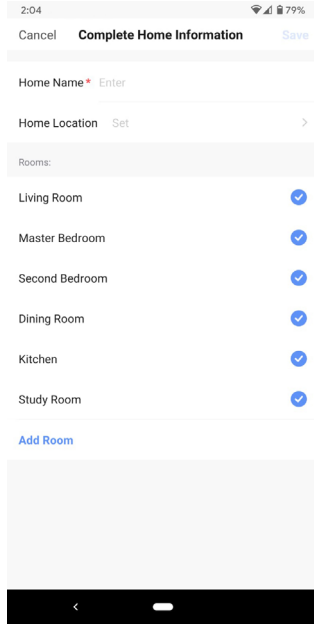 2:04 79%
Cancel Complete Home Information Save
Home Name* Enter
Home Location Set
Rooms:
Living Room
Master Bedroom
Second Bedroom
Dining Room
Kitchen
Study Room
Add Room